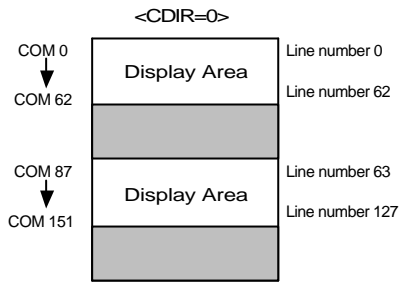 <CDIR=0>
COM 0
Line number 0
Display Area
COM 62
Line number 62
COM 87
Line number 63
Display Area
COM 151
Line number 127